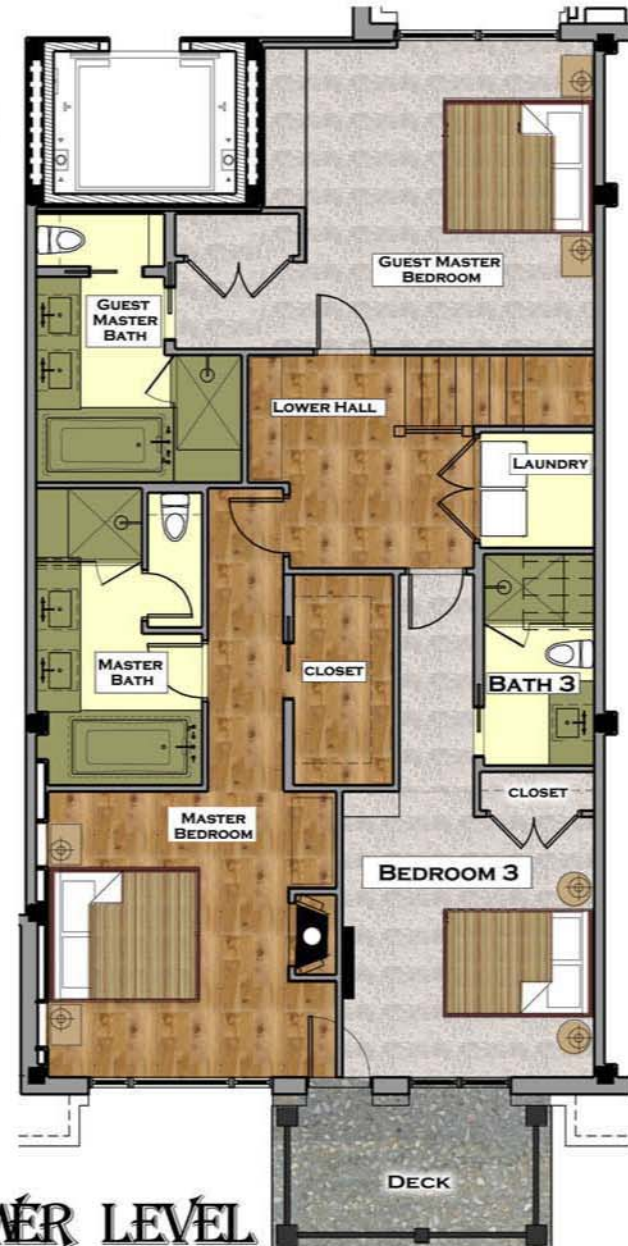 GUEST MASTER
BEDROOM
GUEST
MASTER
BATH
LOWER HALL
LAUNDRY
MASTER
BATH
CLOSET
BATH 3
CLOSET
MASTER
BEDROOM
BEDROOM 3
DECK
LEVEL